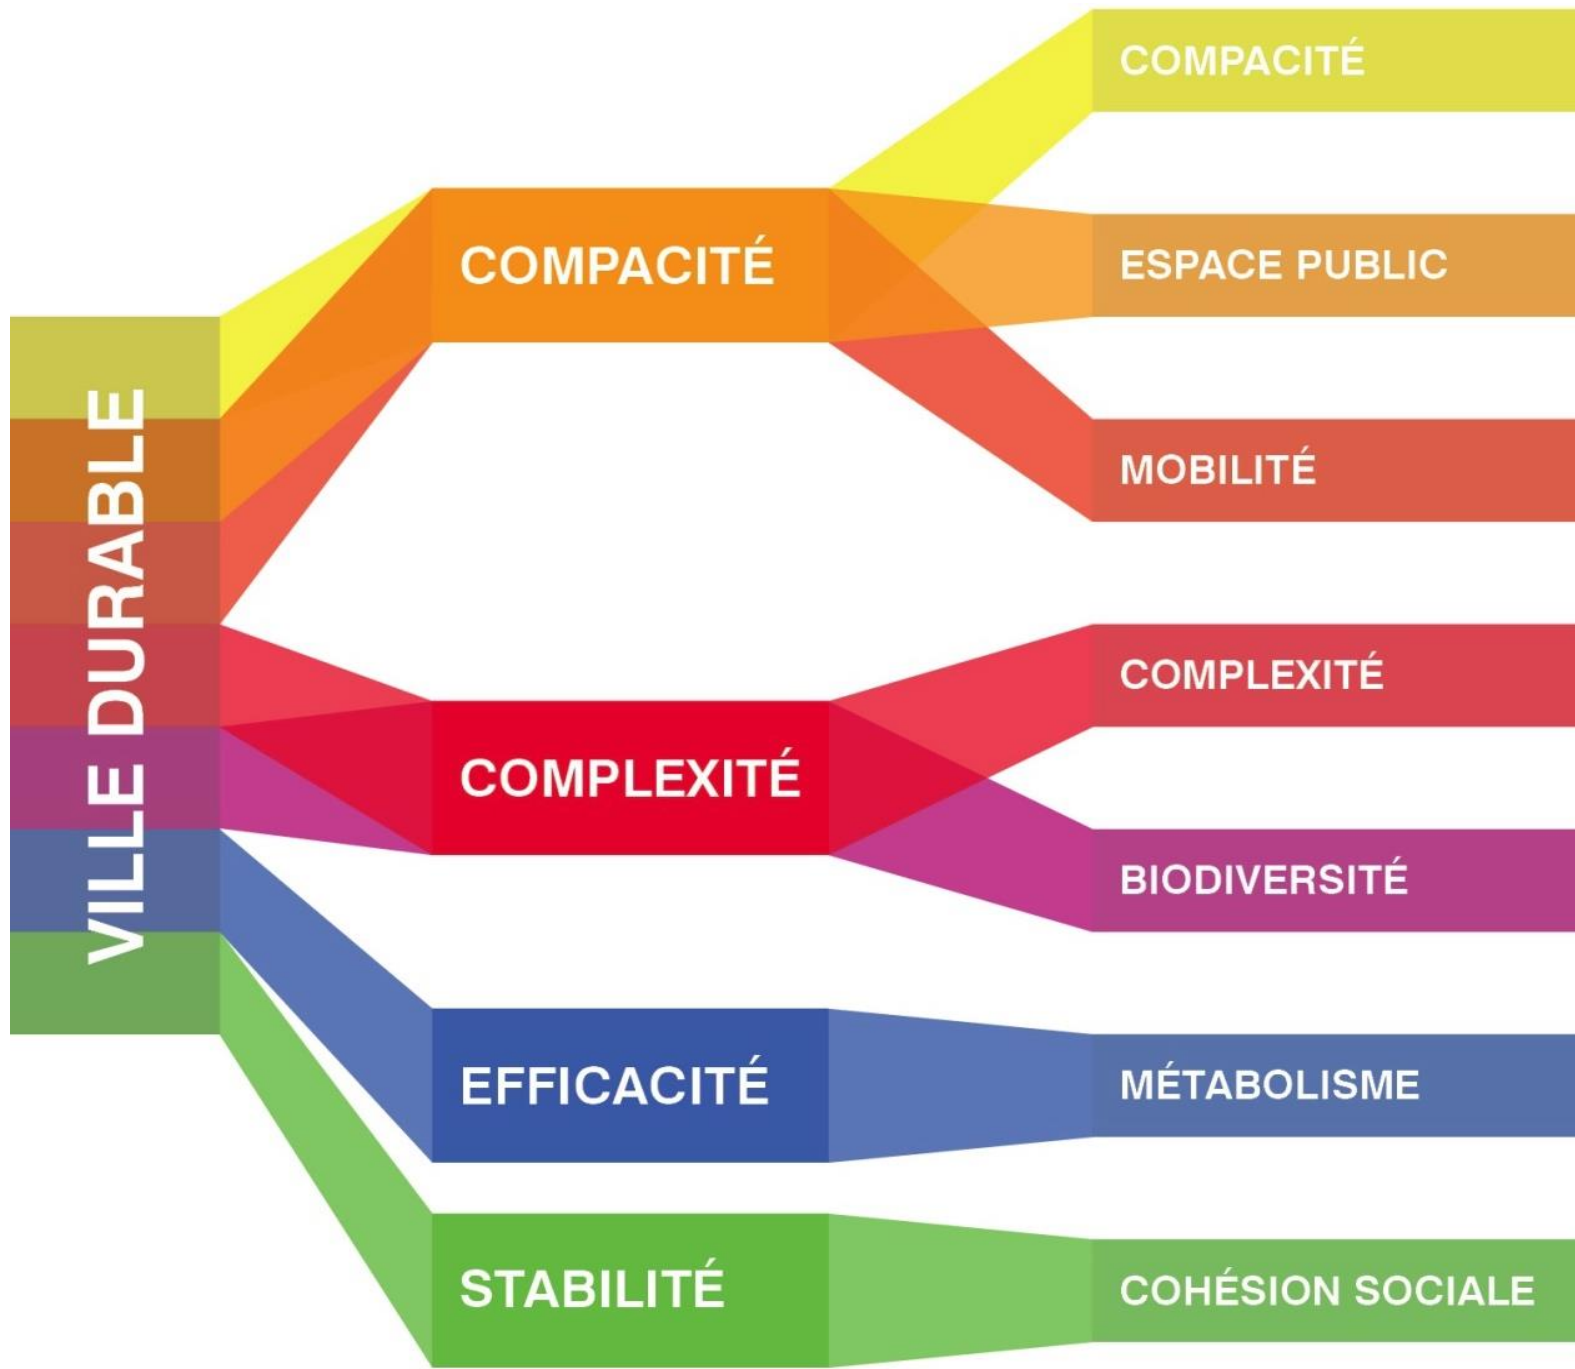 VILLE DURABLE
COMPACITÉ
COMPLEXITÉ
EFFICACITÉ
STABILITÉ
COMPACITÉ
ESPACE PUBLIC
MOBILITÉ
COMPLEXITÉ
BIODIVERSITÉ
MÉTABOLISME
COHÉSION SOCIALE